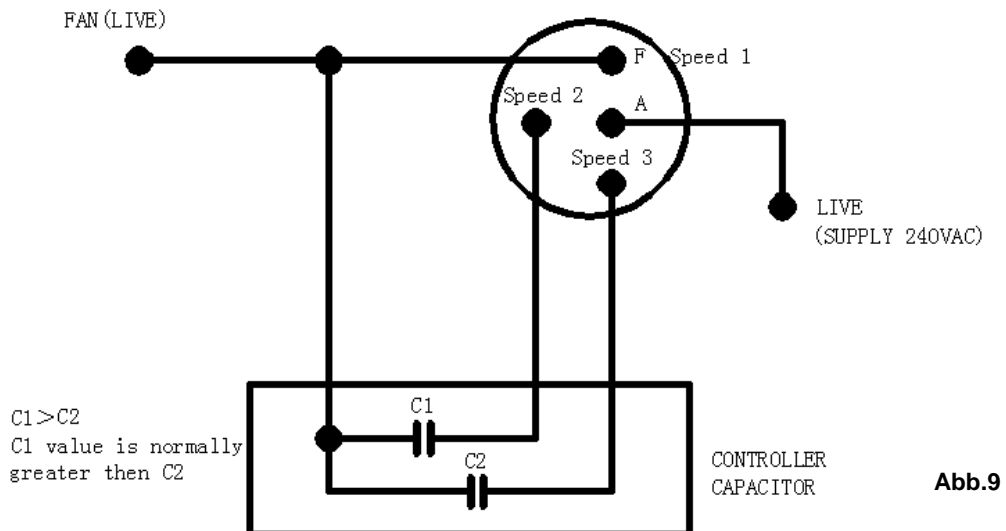 FAN(LIVE)
F Speed 1
Speed 2
A
Speed 3
LIVE
(SUPPLY 240VAC)
C1>C2
C1 value is normally
greater then C2
C1
C2
CONTROLLER
CAPACITOR
Abb.9